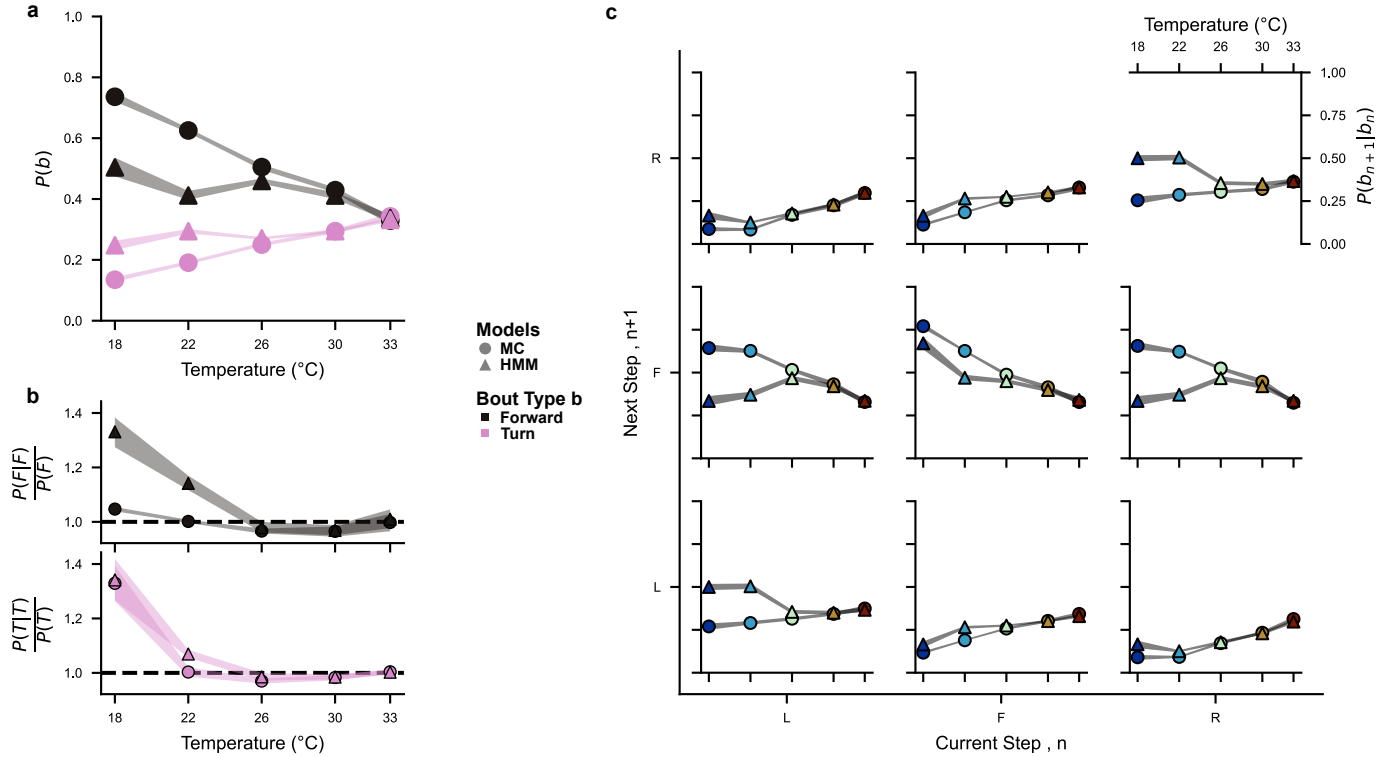 a
1.0
0.8
0.6
0.4
0.2
0.0
P(b)
18 22 26 30 33
Temperature (°C)
Models
MC
HMM
Bout Type b
Forward
Turn
b
1.4
1.2
1.0
P(F|F)
P(F)
1.4
1.2
1.0
P(T|T)
P(T)
18 22 26 30 33
Temperature (°C)
c
Temperature (°C)
18 22 26 30 33
1.00
0.75
0.50
0.25
0.00
P(b_{n+1}|b_n)
R
F
L
Next Step , n+1
L F R
Current Step , n